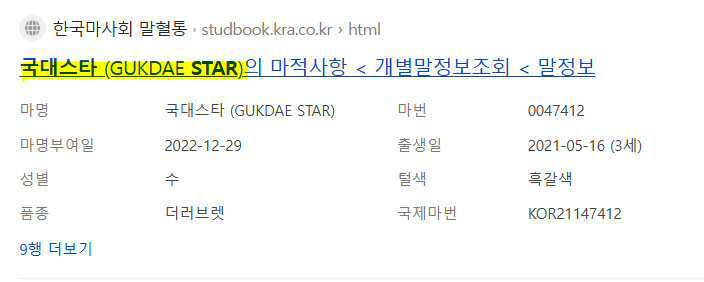 한국마사회 말혈통 · studbook.kra.co.kr › html
국대스타 (GUKDAE STAR)의 마적사항 < 개별말정보조회 < 말정보
마명 국대스타 (GUKDAE STAR) 마번 0047412
마명부여일 2022-12-29 출생일 2021-05-16 (3세)
성별 수 털색 흑갈색
품종 더러브렛 국제마번 KOR21147412
9행 더보기